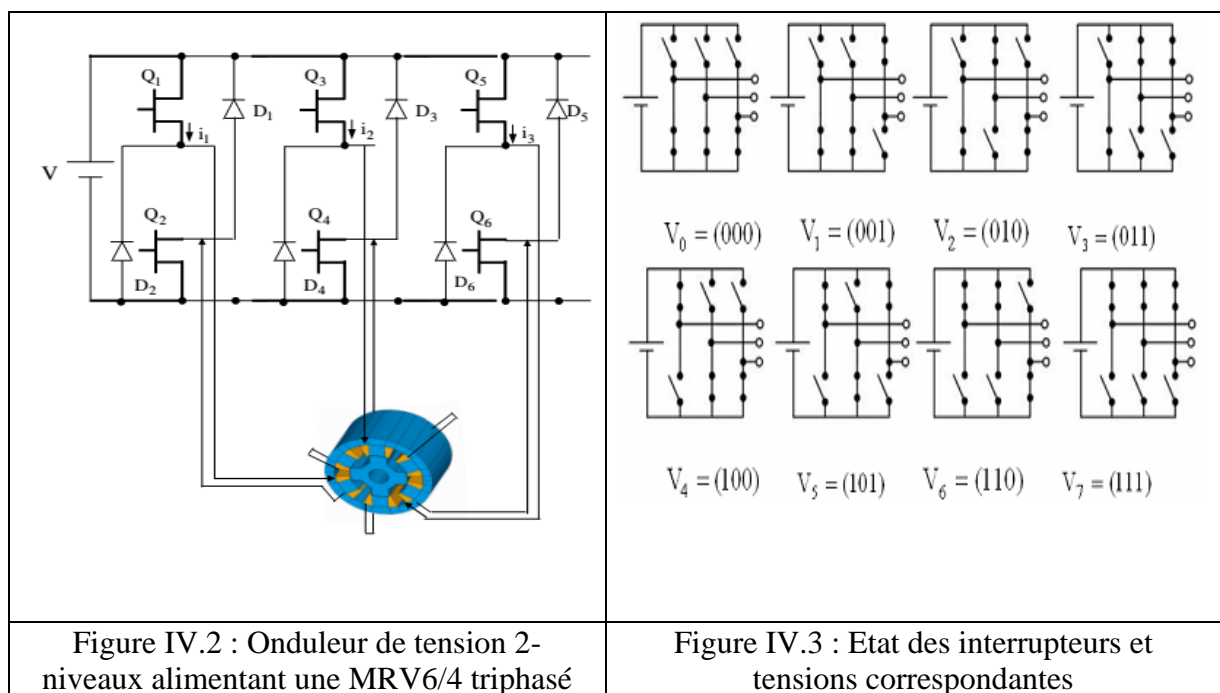 Q1
Q3
Q5
D1
D3
D5
i1
i2
i3
V
Q2
Q4
Q6
D2
D4
D6
V0 = (000)
V1 = (001)
V2 = (010)
V3 = (011)
V4 = (100)
V5 = (101)
V6 = (110)
V7 = (111)
Figure IV.2 : Onduleur de tension 2-
niveaux alimentant une MRV6/4 triphasé
Figure IV.3 : Etat des interrupteurs et
tensions correspondantes